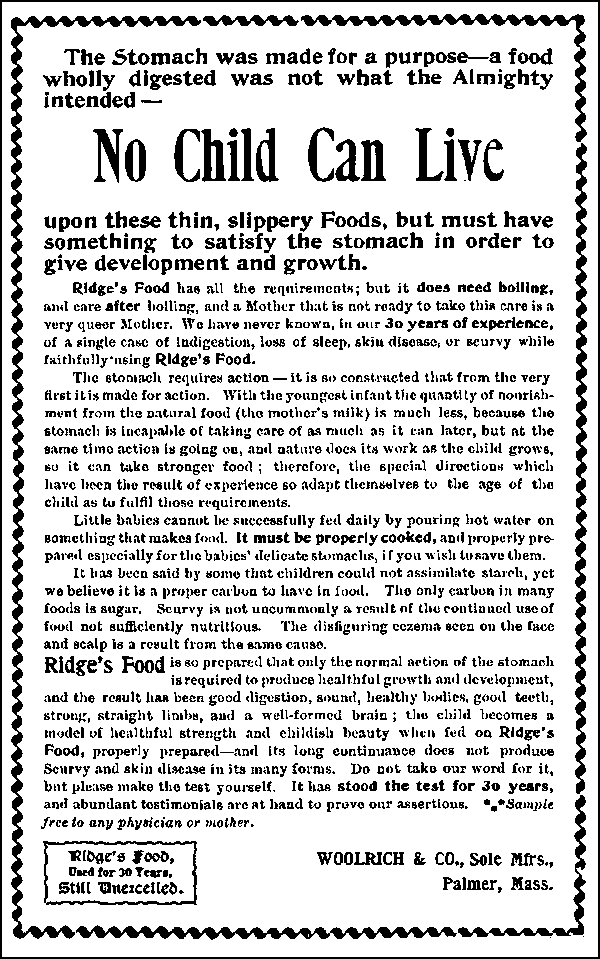 The Stomach was made for a purpose—a food
wholly digested was not what the Almighty
intended —
No Child Can Live
upon these thin, slippery Foods, but must have
something to satisfy the stomach in order to
give development and growth.
Ridge's Food has all the requirements; but it does need boiling,
and care after boiling, and a Mother that is not ready to take this care is a
very queer Mother. We have never known, in our 30 years of experience,
of a single case of indigestion, loss of sleep, skin disease, or scurvy while
faithfully using Ridge's Food.
The stomach requires action — it is so constructed that from the very
first it is made for action. With the youngest infant the quantity of nourish-
ment from the natural food (the mother's milk) is much less, because the
stomach is incapable of taking care of as much as it can later, but at the
same time action is going on, and nature does its work as the child grows,
so it can take stronger food ; therefore, the special directions which
have been the result of experience so adapt themselves to the age of the
child as to fulfil those requirements.
Little babies cannot be successfully fed daily by pouring hot water on
something that makes food. It must be properly cooked, and properly pre-
pared especially for the babies' delicate stomachs, if you wish to save them.
It has been said by some that children could not assimilate starch, yet
we believe it is a proper carbon to have in food. The only carbon in many
foods is sugar. Scurvy is not uncommonly a result of the continued use of
food not sufficiently nutritious. The disfiguring eczema seen on the face
and scalp is a result from the same cause.
Ridge's Food is so prepared that only the normal action of the stomach
is required to produce healthful growth and development,
and the result has been good digestion, sound, healthy bodies, good teeth,
strong, straight limbs, and a well-formed brain ; the child becomes a
model of healthful strength and childish beauty when fed on Ridge's
Food, properly prepared—and its long continuance does not produce
Scurvy and skin disease in its many forms. Do not take our word for it,
but please make the test yourself. It has stood the test for 30 years,
and abundant testimonials are at hand to prove our assertions. *⁎*Sample
free to any physician or mother.
Ridge's Food,
Used for 30 Years,
Still Unexcelled.
WOOLRICH & CO., Sole Mfrs.,
Palmer, Mass.